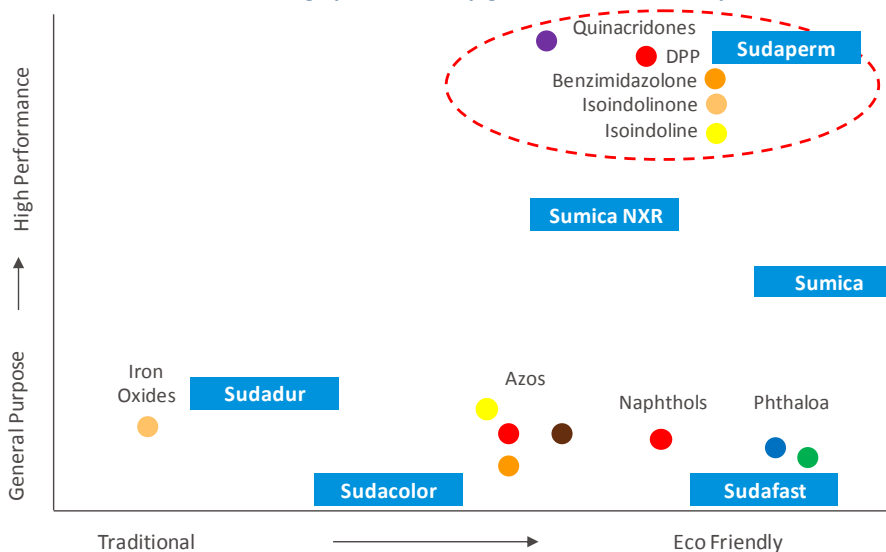 Quinacridones
Sudaperm
DPP
Benzimidazolone
Isoindolinone
Isoindoline
High Performance
Sumica NXR
Sumica
General Purpose
Iron
Oxides
Sudadur
Azos
Naphthols
Phthaloa
Sudacolor
Sudafast
Traditional
Eco Friendly